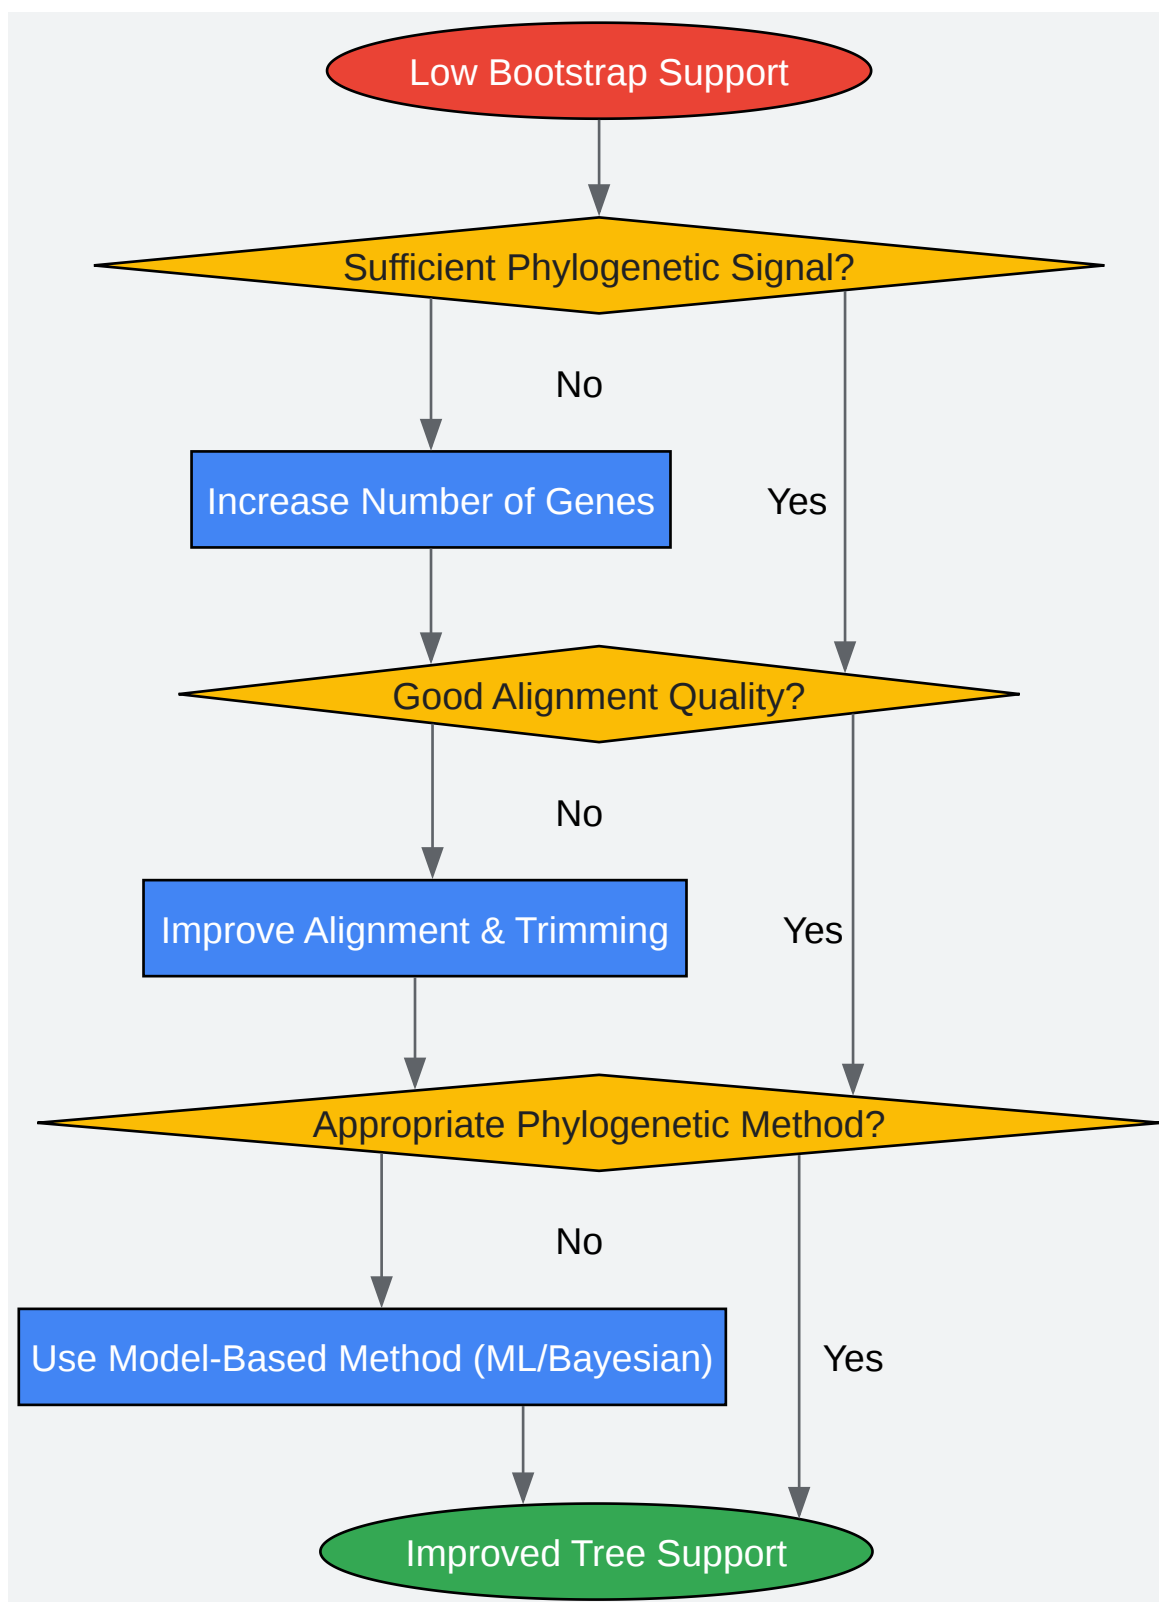 Low Bootstrap Support
Sufficient Phylogenetic Signal?
No
Increase Number of Genes
Yes
Good Alignment Quality?
No
Improve Alignment & Trimming
Yes
Appropriate Phylogenetic Method?
No
Use Model-Based Method (ML/Bayesian)
Yes
Improved Tree Support